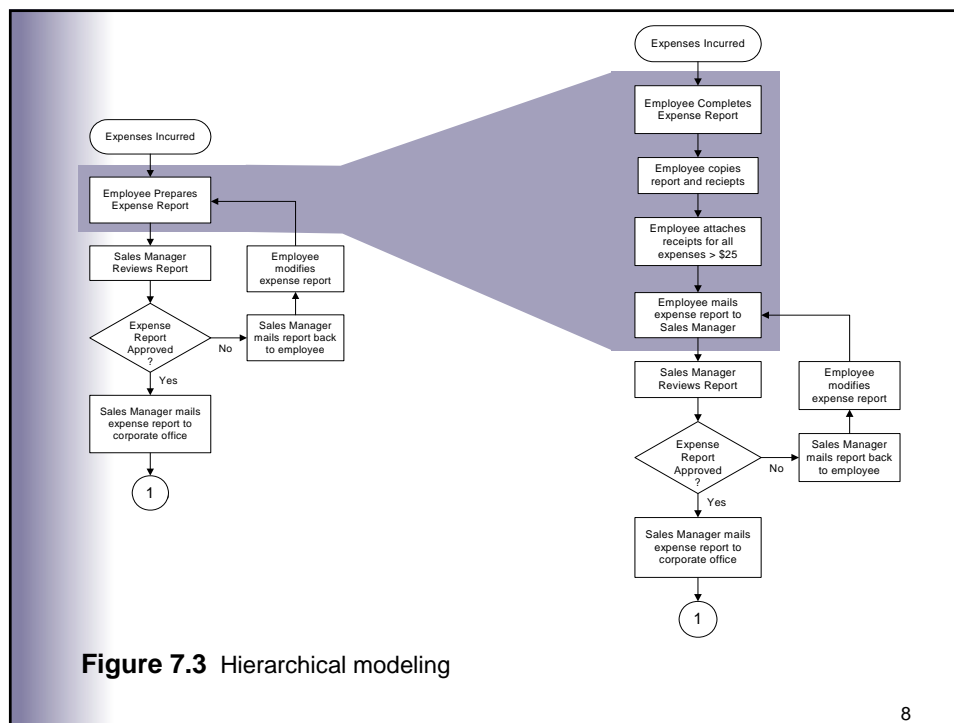 Expenses Incurred
Employee Prepares
Expense Report
Sales Manager
Reviews Report
Employee
modifies
expense report
Expense
Report
Approved
?
No
Sales Manager
mails report back
to employee
Yes
Sales Manager mails
expense report to
corporate office
1
Expenses Incurred
Employee Completes
Expense Report
Employee copies
report and reciepts
Employee attaches
receipts for all
expenses > $25
Employee mails
expense report to
Sales Manager
Sales Manager
Reviews Report
Employee
modifies
expense report
Expense
Report
Approved
?
No
Sales Manager
mails report back
to employee
Yes
Sales Manager mails
expense report to
corporate office
1
Figure 7.3 Hierarchical modeling
8